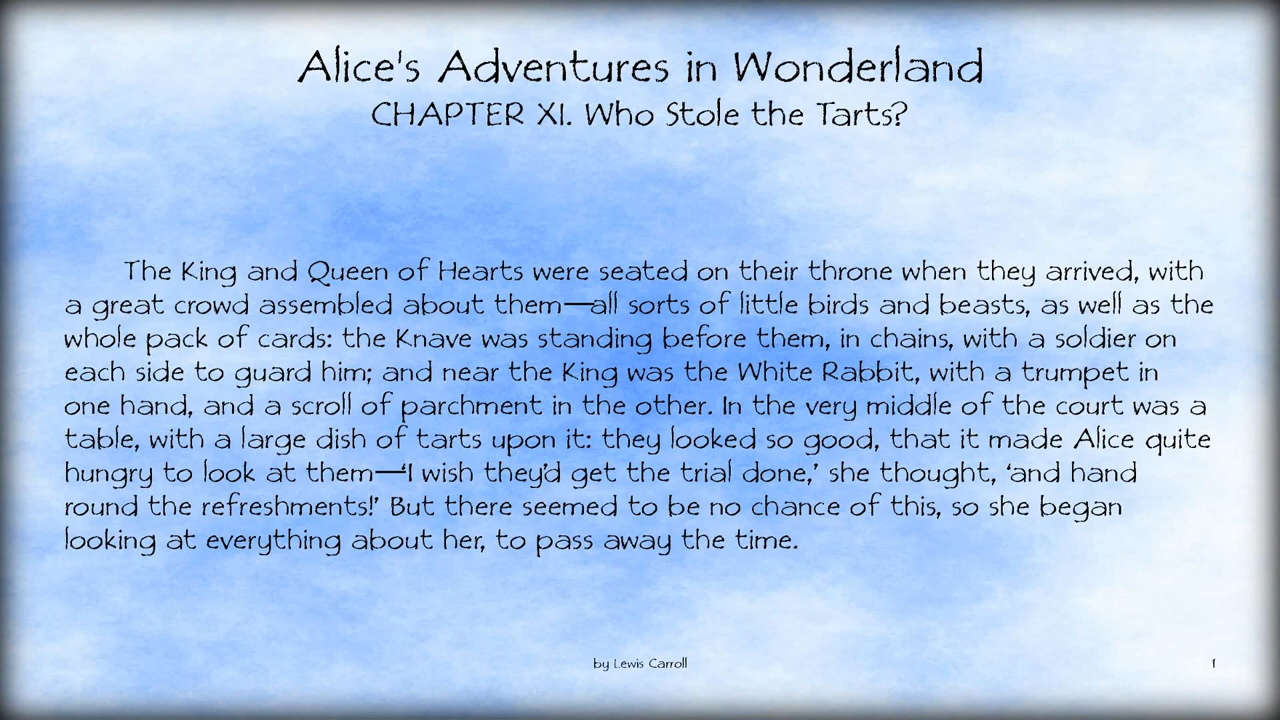 Alice's Adventures in Wonderland
CHAPTER XI. Who Stole the Tarts?
The King and Queen of Hearts were seated on their throne when they arrived, with
a great crowd assembled about them—all sorts of little birds and beasts, as well as the
whole pack of cards: the Knave was standing before them, in chains, with a soldier on
each side to guard him; and near the King was the White Rabbit, with a trumpet in
one hand, and a scroll of parchment in the other. In the very middle of the court was a
table, with a large dish of tarts upon it: they looked so good, that it made Alice quite
hungry to look at them—‘I wish they’d get the trial done,’ she thought, ‘and hand
round the refreshments!’ But there seemed to be no chance of this, so she began
looking at everything about her, to pass away the time.
by Lewis Carroll
1